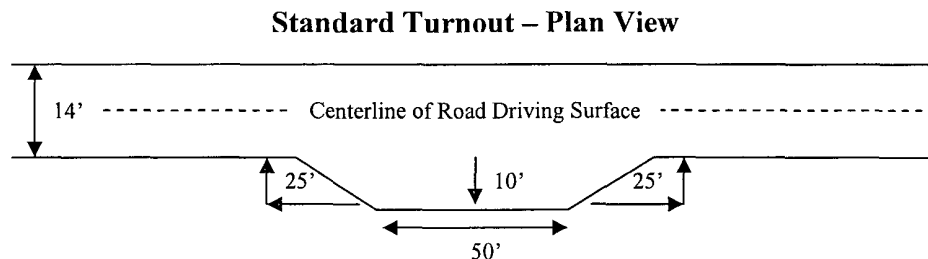 Standard Turnout – Plan View
14'
Centerline of Road Driving Surface
25'
10'
25'
50'